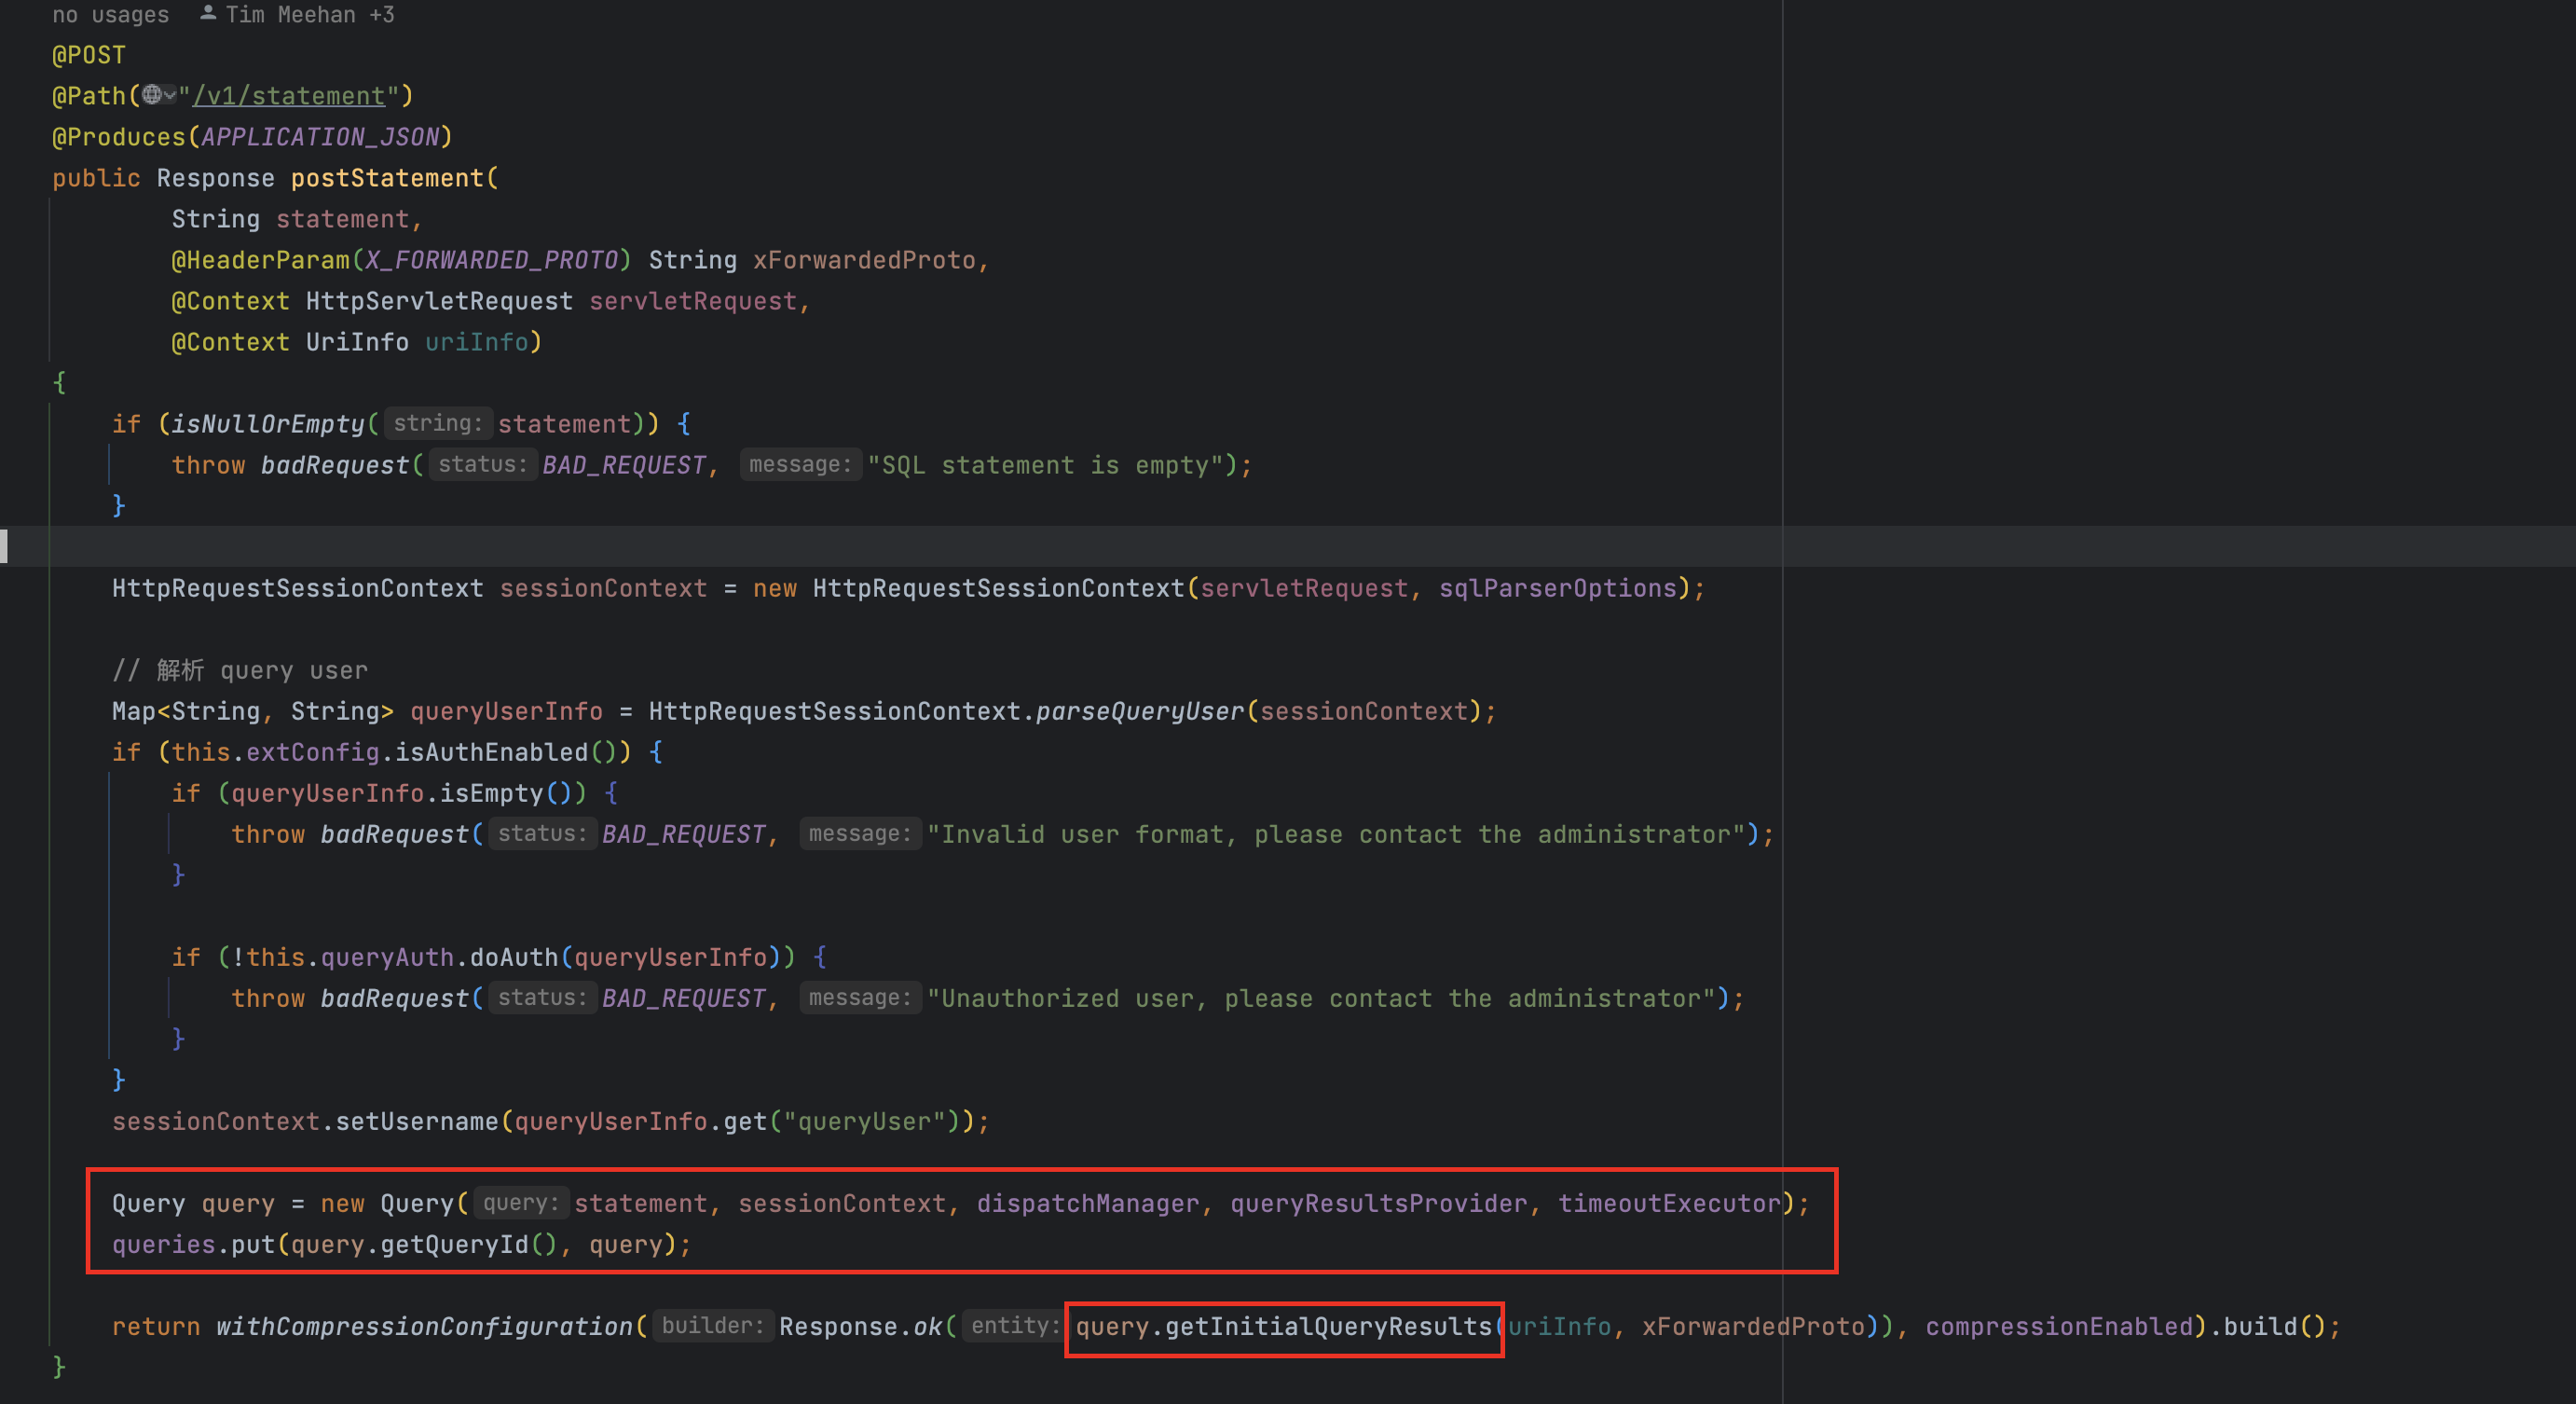 no usages Tim Meehan +3
@POST
@Path("/v1/statement")
@Produces(APPLICATION_JSON)
public Response postStatement(
String statement,
@HeaderParam(X_FORWARDED_PROTO) String xForwardedProto,
@Context HttpServletRequest servletRequest,
@Context UriInfo uriInfo)
{
if (isNullOrEmpty( string: statement)) {
throw badRequest( status: BAD_REQUEST, message: "SQL statement is empty");
}
HttpRequestSessionContext sessionContext = new HttpRequestSessionContext(servletRequest, sqlParserOptions);
// 解析 query user
Map<String, String> queryUserInfo = HttpRequestSessionContext.parseQueryUser(sessionContext);
if (this.extConfig.isAuthEnabled()) {
if (queryUserInfo.isEmpty()) {
throw badRequest( status: BAD_REQUEST, message: "Invalid user format, please contact the administrator");
}
if (!this.queryAuth.doAuth(queryUserInfo)) {
throw badRequest( status: BAD_REQUEST, message: "Unauthorized user, please contact the administrator");
}
}
sessionContext.setUsername(queryUserInfo.get("queryUser"));
Query query = new Query( query: statement, sessionContext, dispatchManager, queryResultsProvider, timeoutExecutor);
queries.put(query.getQueryId(), query);
return withCompressionConfiguration( builder: Response.ok( entity: query.getInitialQueryResults(uriInfo, xForwardedProto)), compressionEnabled).build();
}